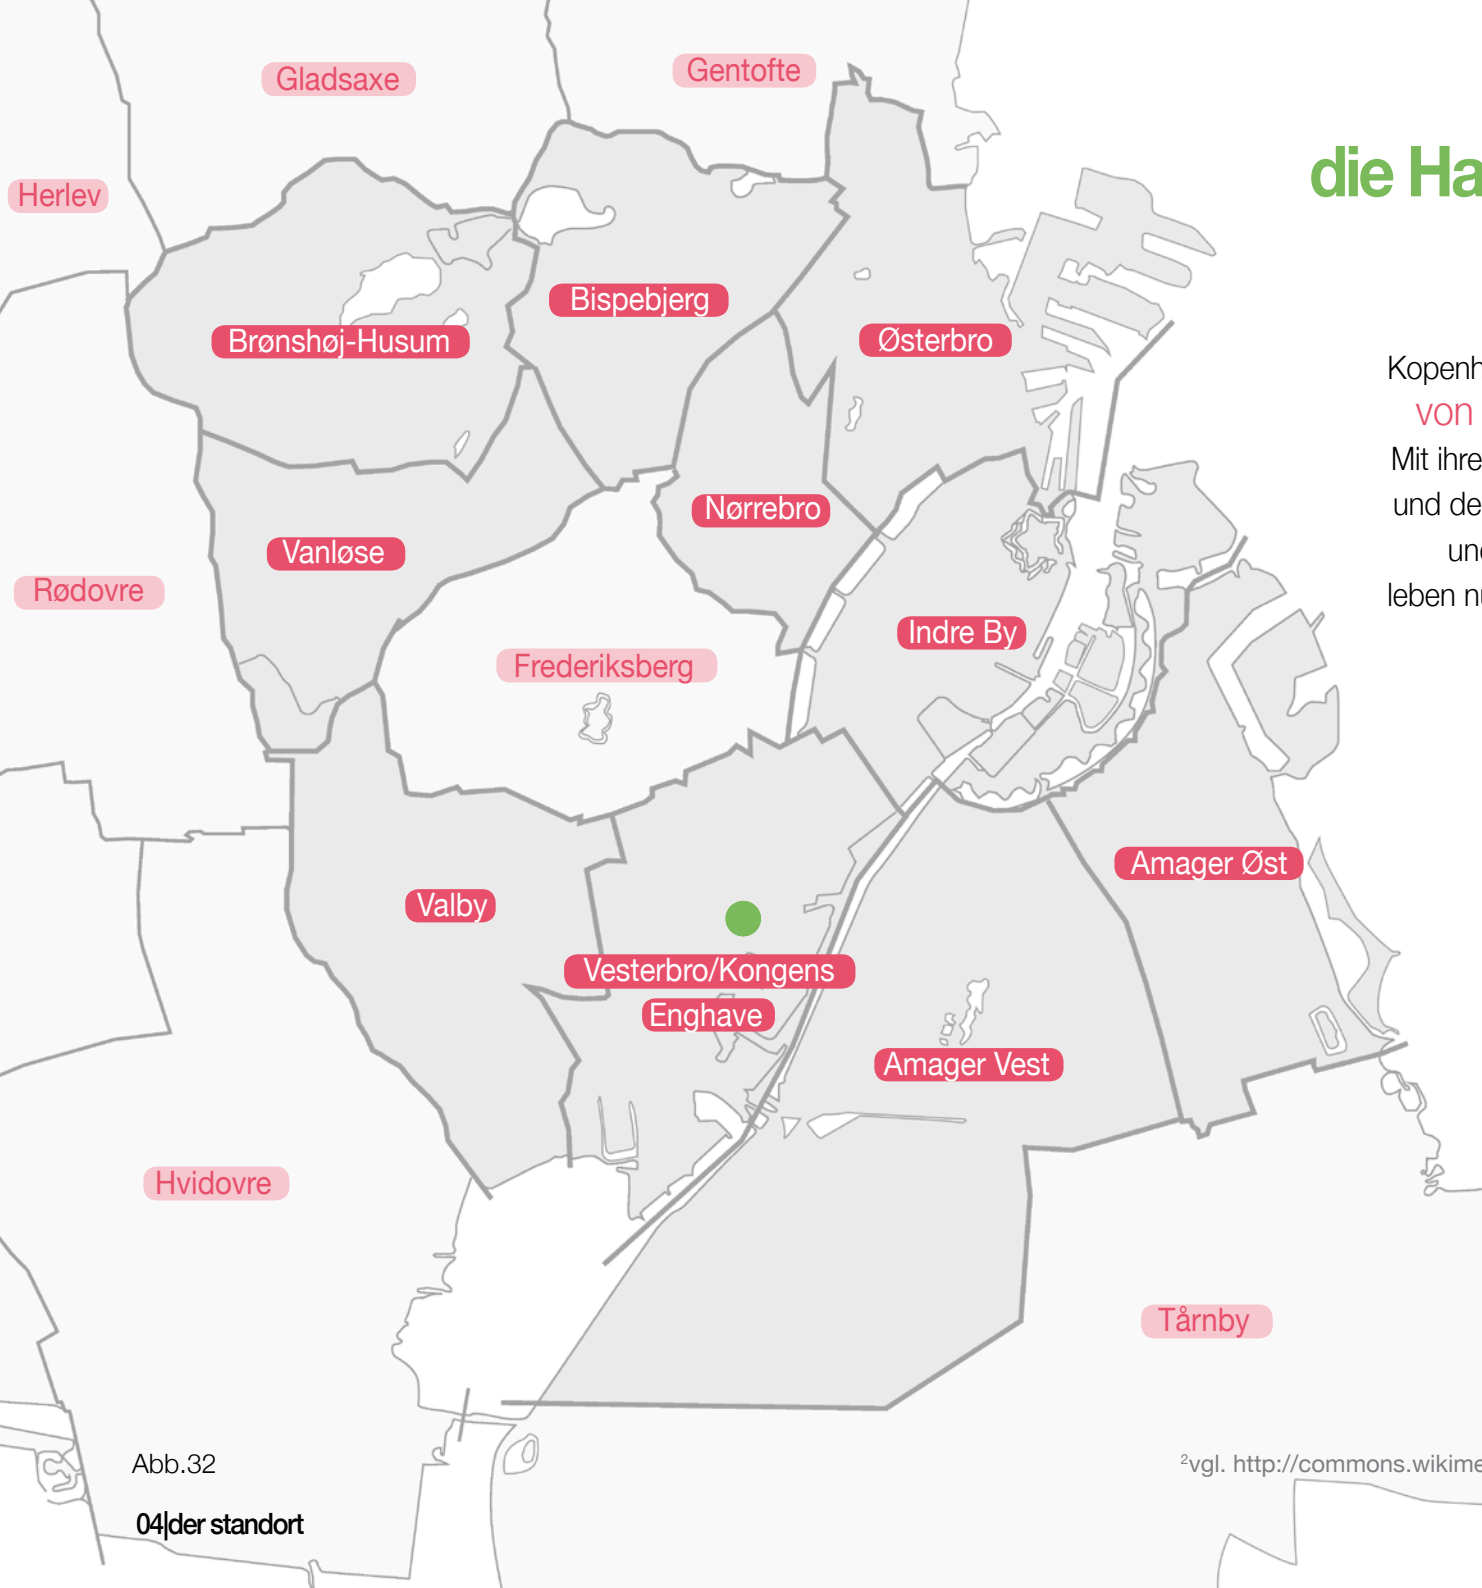 Gladsaxe
Gentofte
Herlev
die Ha
Bispebjerg
Brønshøj-Husum
Østerbro
Kopenh
von
Mit ihre
Nørrebro
und de
Vanløse
un
Rødovre
leben n
Indre By
Frederiksberg
Amager Øst
Valby
Vesterbro/Kongens
Enghave
Amager Vest
Hvidovre
Tårnby
Abb.32
²vgl. http://commons.wikime
04|der standort